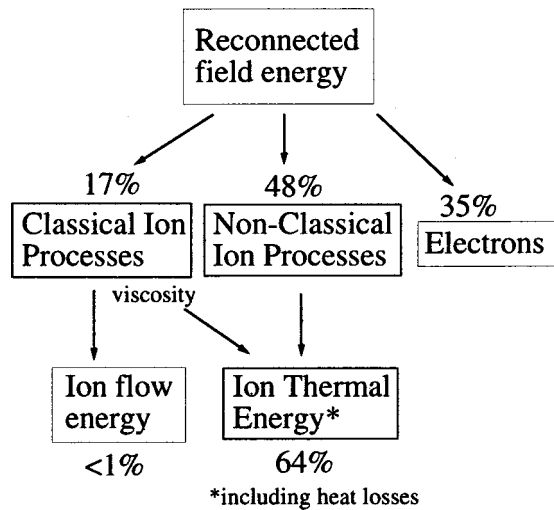 Reconnected
field energy
17%
48%
35%
Classical Ion
Processes
Non-Classical
Ion Processes
Electrons
viscosity
Ion flow
energy
Ion Thermal
Energy*
<1%
64%
*including heat losses